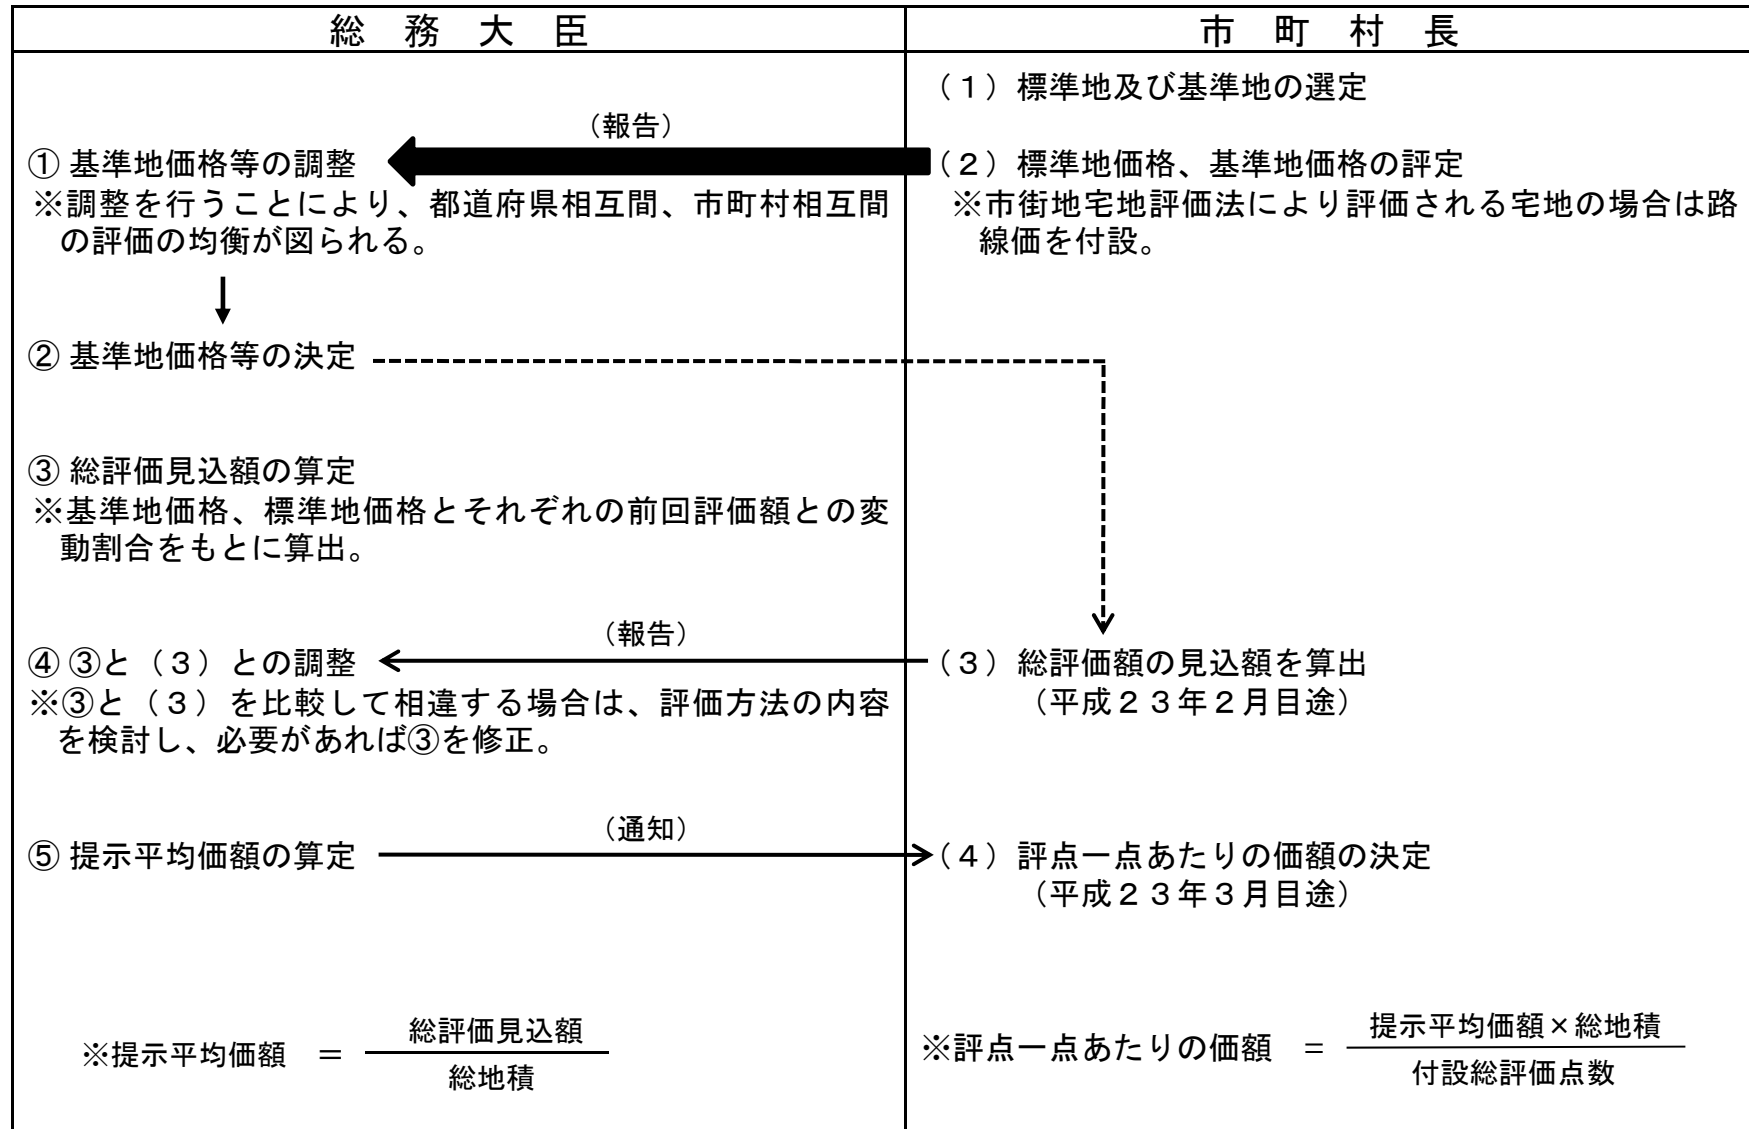 総務大臣
①基準地価格等の調整
※調整を行うことにより、都道府県相互間、市町村相互間
の評価の均衡が図られる。
②基準地価格等の決定
③総評価見込額の算定
※基準地価格、標準地価格とそれぞれの前回評価額との変
動割合をもとに算出。
④③と(3)との調整
※③と(3)を比較して相違する場合は、評価方法の内容
を検討し、必要があれば③を修正。
⑤提示平均価額の算定
※提示平均価額 = 総評価見込額
総地積
(報告)
(報告)
(通知)
市町村長
(1)標準地及び基準地の選定
(2)標準地価格、基準地価格の評定
※市街地宅地評価法により評価される宅地の場合は路
線価を付設。
(3)総評価額の見込額を算出
(平成23年2月目途)
(4)評点一点あたりの価額の決定
(平成23年3月目途)
※評点一点あたりの価額 = 提示平均価額×総地積
付設総評価点数